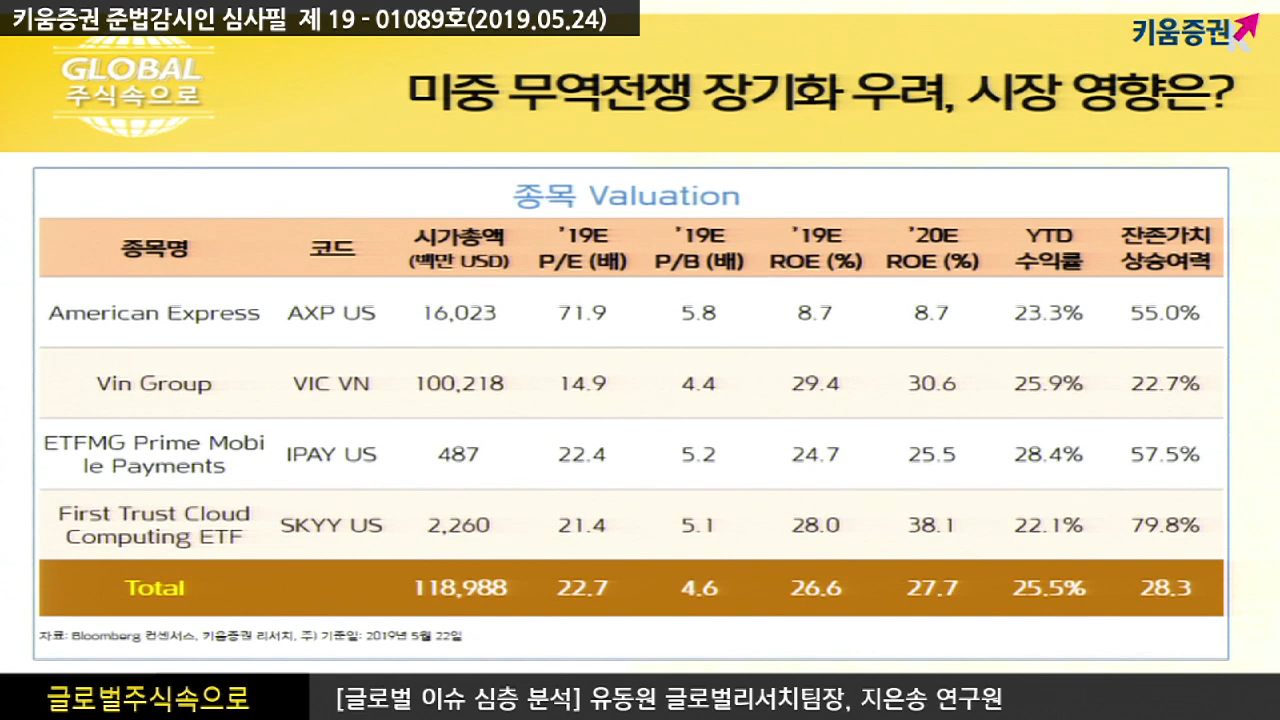 키움증권 준법감시인 심사필 제 19 - 01089호(2019.05.24)
키움증권
GLOBAL
주식속으로
미중 무역전쟁 장기화 우려, 시장 영향은?
종목 Valuation
종목명 코드 시가총액 (백만 USD) ’19E P/E (배) ’19E P/B (배) ’19E ROE (%) ’20E ROE (%) YTD 수익률 잔존가치 상승여력
American Express AXP US 16,023 71.9 5.8 8.7 8.7 23.3% 55.0%
Vin Group VIC VN 100,218 14.9 4.4 29.4 30.6 25.9% 22.7%
ETFMG Prime Mobi
le Payments IPAY US 487 22.4 5.2 24.7 25.5 28.4% 57.5%
First Trust Cloud
Computing ETF SKYY US 2,260 21.4 5.1 28.0 38.1 22.1% 79.8%
Total 118,988 22.7 4.6 26.6 27.7 25.5% 28.3
자료: Bloomberg 컨센서스, 키움증권 리서치, 주) 기준일: 2019년 5월 22일
글로벌주식속으로
[글로벌 이슈 심층 분석] 유동원 글로벌리서치팀장, 지은송 연구원